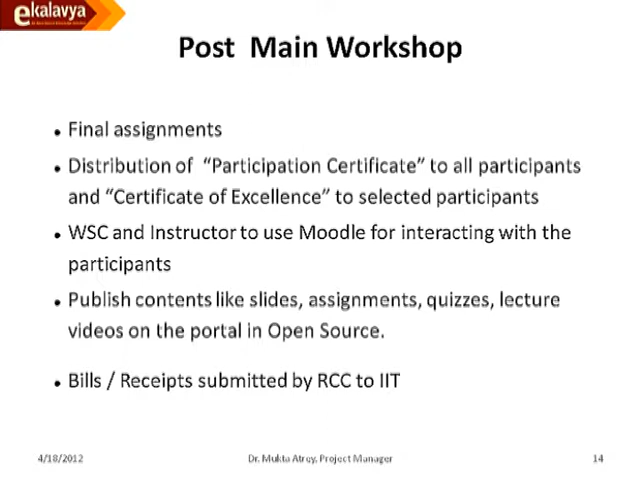 ekalavya
Post Main Workshop
• Final assignments
• Distribution of “Participation Certificate” to all participants
and “Certificate of Excellence” to selected participants
• WSC and Instructor to use Moodle for interacting with the
participants
• Publish contents like slides, assignments, quizzes, lecture
videos on the portal in Open Source.
• Bills / Receipts submitted by RCC to IIT
4/18/2012
Dr. Mukta Atrey, Project Manager
14